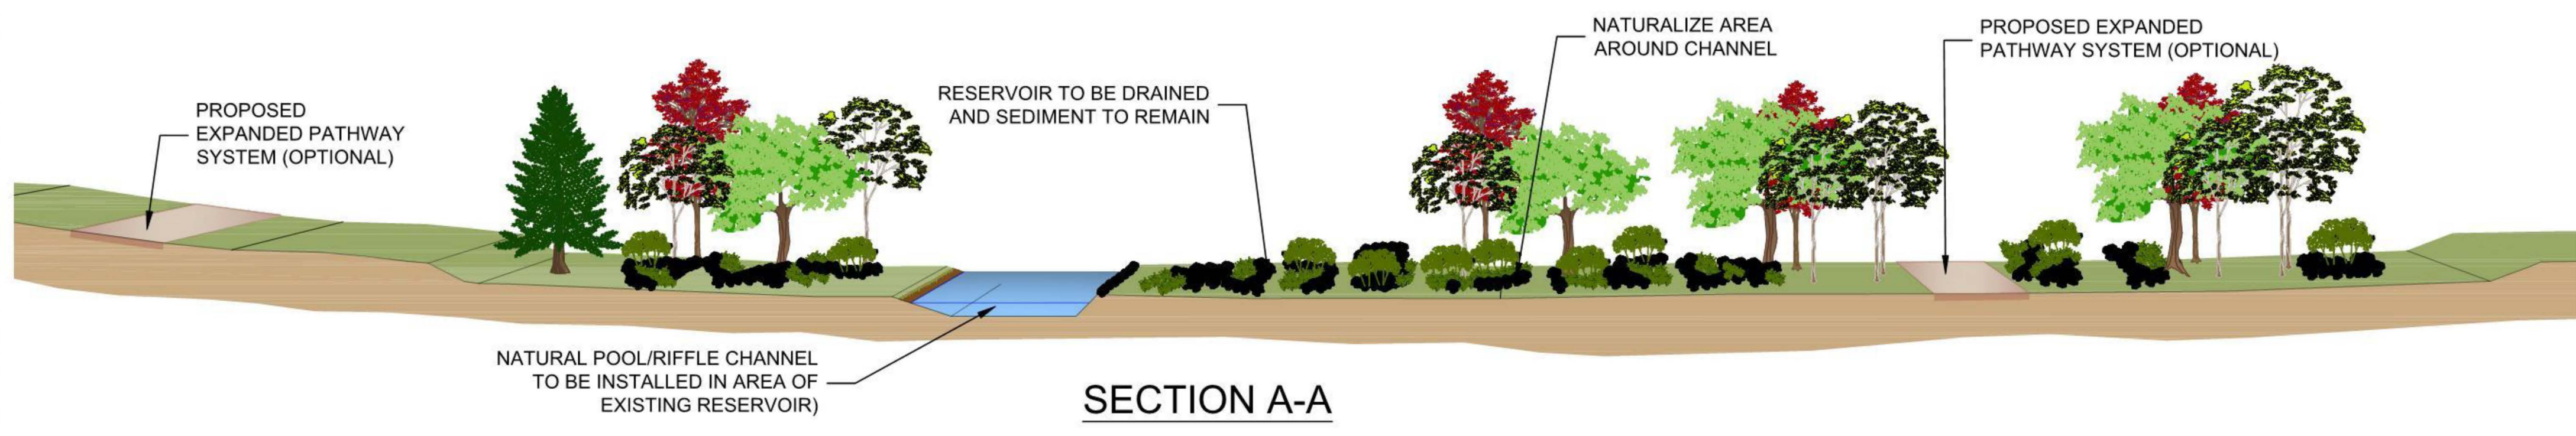 PROPOSED
EXPANDED PATHWAY
SYSTEM (OPTIONAL)
NATURAL POOL/RIFFLE CHANNEL
TO BE INSTALLED IN AREA OF
EXISTING RESERVOIR)
RESERVOIR TO BE DRAINED
AND SEDIMENT TO REMAIN
NATURALIZE AREA
AROUND CHANNEL
PROPOSED EXPANDED
PATHWAY SYSTEM (OPTIONAL)
SECTION A-A